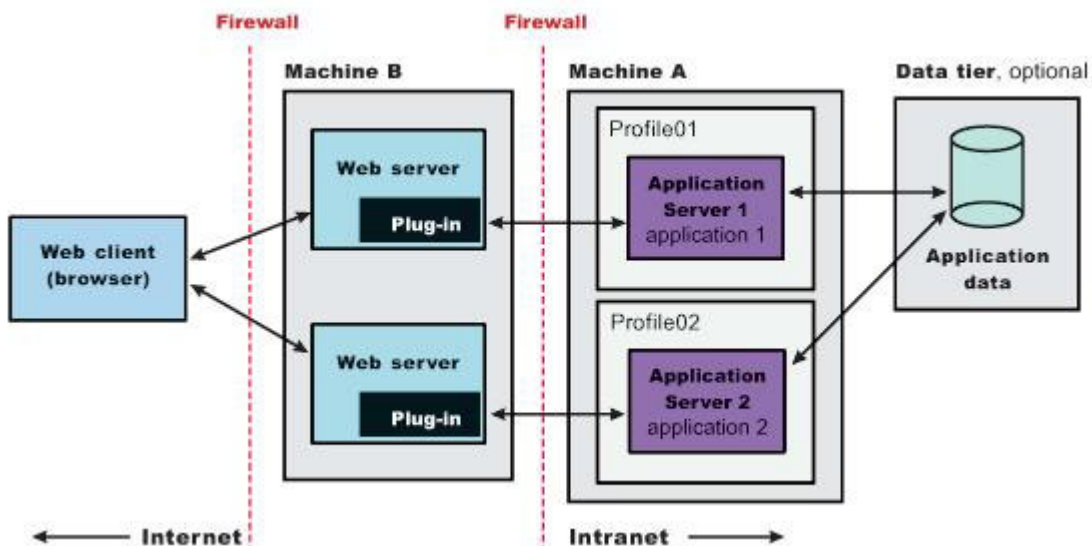 Firewall
Firewall
Machine B
Machine A
Data tier, optional
Web client
(browser)
Web server
Plug-in
Web server
Plug-in
Profile01
Application
Server 1
application 1
Profile02
Application
Server 2
application 2
Application
data
Internet
Intranet